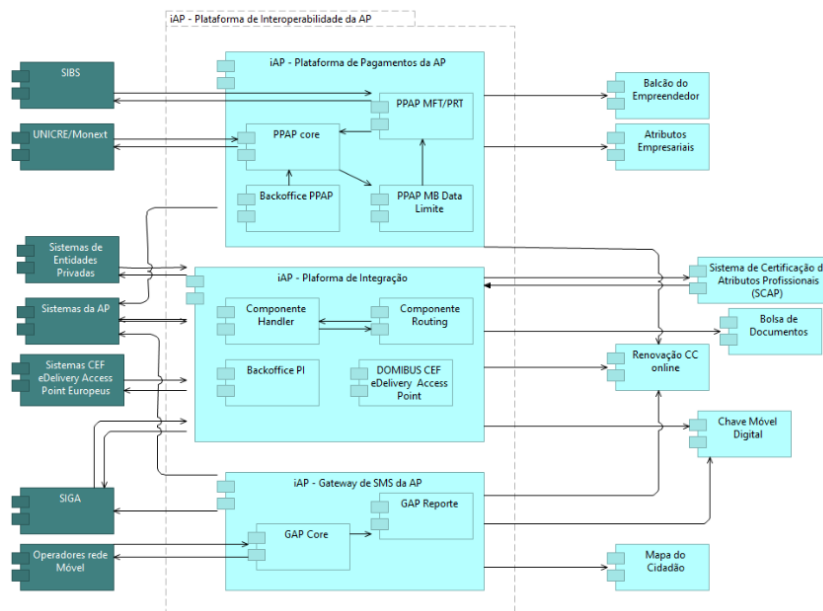 iAP - Plataforma de Interoperabilidade da AP
SIBS
iAP - Plataforma de Pagamentos da AP
Balcão do
Empreendedor
PPAP MFT/PRT
UNICRE/Monext
PPAP core
Atributos
Empresariais
Backoffice PPAP
PPAP MB Data
Limite
Sistemas de
Entidades
Privadas
iAP - Plaforma de Integração
Sistema de Certificação d
Atributos Profissionais
(SCAP)
Sistemas da AP
Componente
Handler
Componente
Routing
Bolsa de
Documentos
Sistemas CEF
eDelivery Access
Point Europeus
Backoffice PI
DOMIBUS CEF
eDelivery Access
Point
Renovação CC
online
Chave Móvel
Digital
iAP - Gateway de SMS da AP
SIGA
GAP Reporte
GAP Core
Operadores rede
Móvel
Mapa do
Cidadão